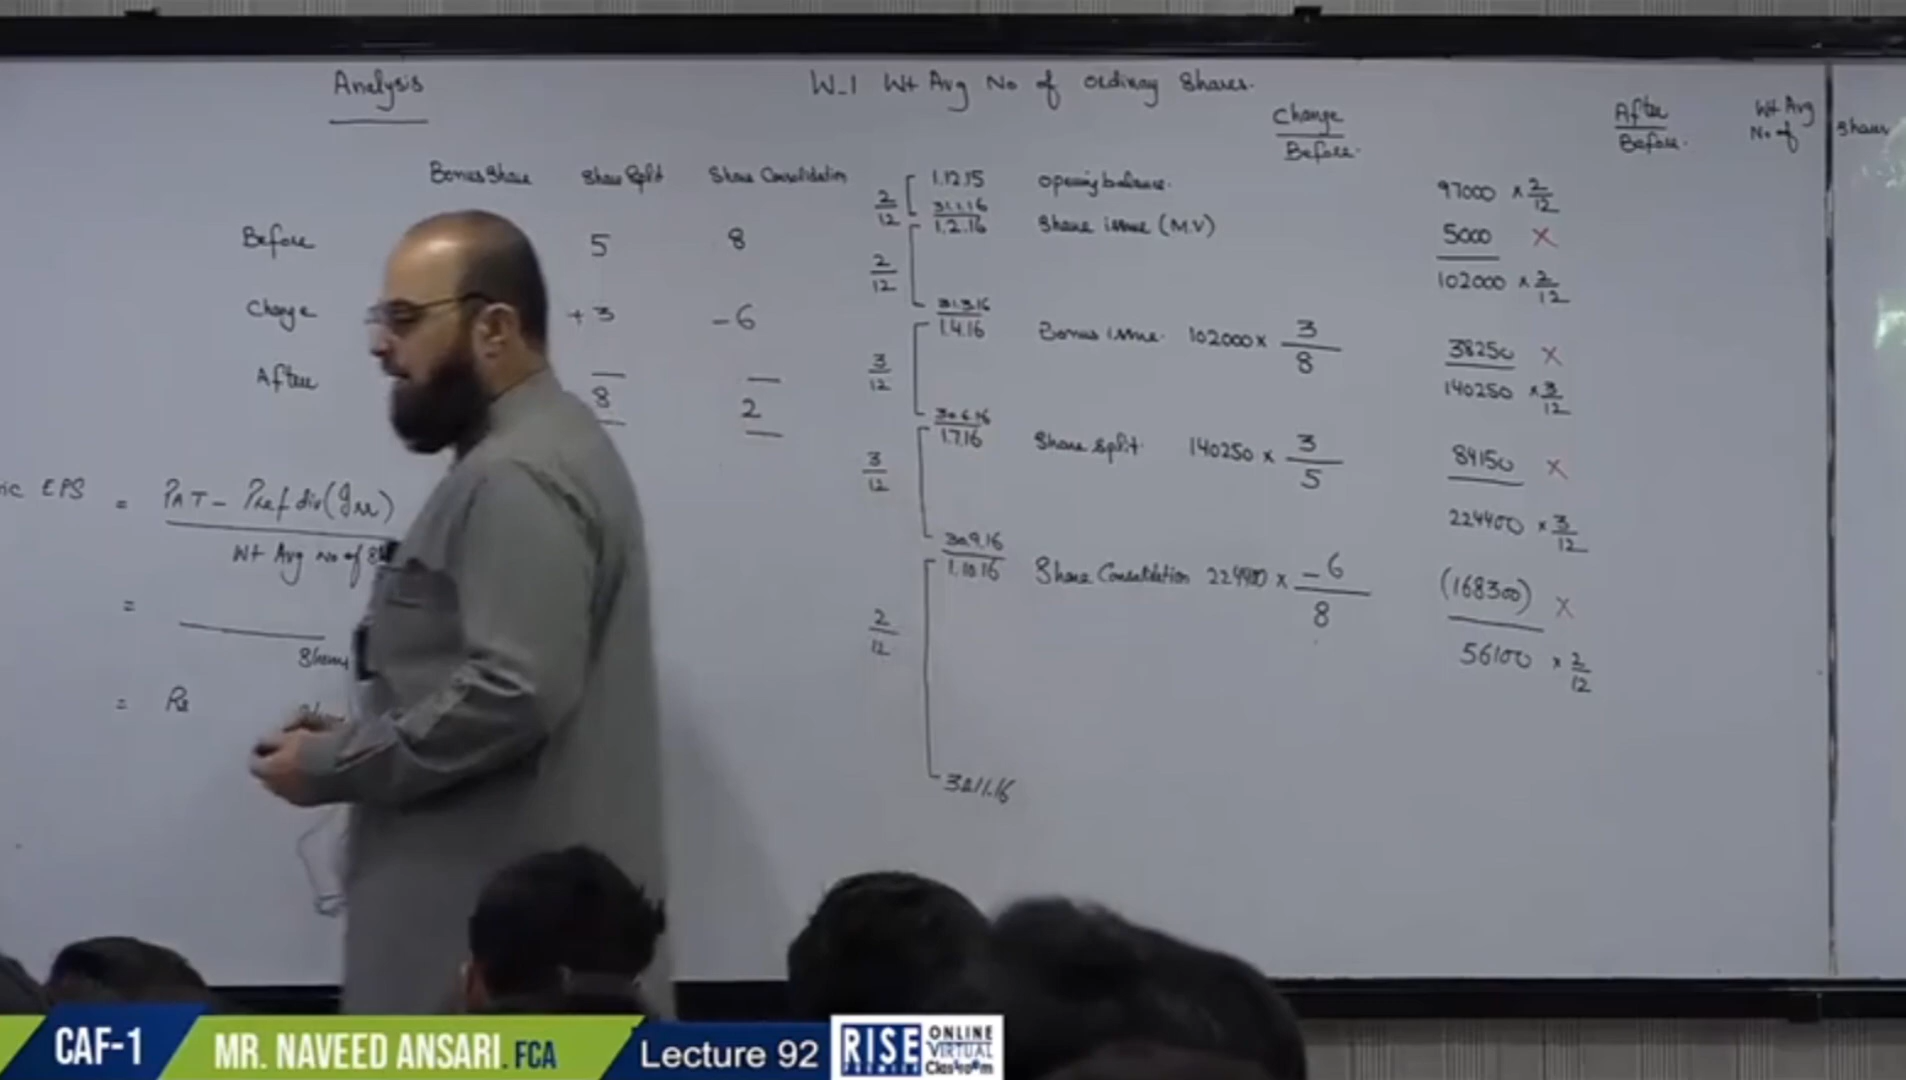 Analysis
Bonus Share Share Split Share Consolidation
Before 5 8
Change +3 -6
After 8 2
ic EPS = PAT - Pref div (Irr)
Wt Avg No of
=
= Rs
W-1 Wt Avg No of Ordinary Shares.
Change
Before.
After
Before.
Wt Avg
No of Shares
2/12 1.12.15 Opening balance. 97000 × 2/12
31.1.16
1.2.16 Share issue (M.V) 5000 ×
2/12 102000 × 2/12
31.3.16
1.4.16 Bonus issue. 102000 × 3/8 38250 ×
3/12 140250 × 3/12
30.6.16
1.7.16 Share split. 140250 × 3/5 84150 ×
3/12 224400 × 3/12
30.9.16
1.10.16 Share Consolidation 224400 × -6/8 (168300) ×
2/12 56100 × 2/12
30.11.16
CAF-1
MR. NAVEED ANSARI. FCA
Lecture 92
RISE
PREMIER
ONLINE
VIRTUAL
Classroom